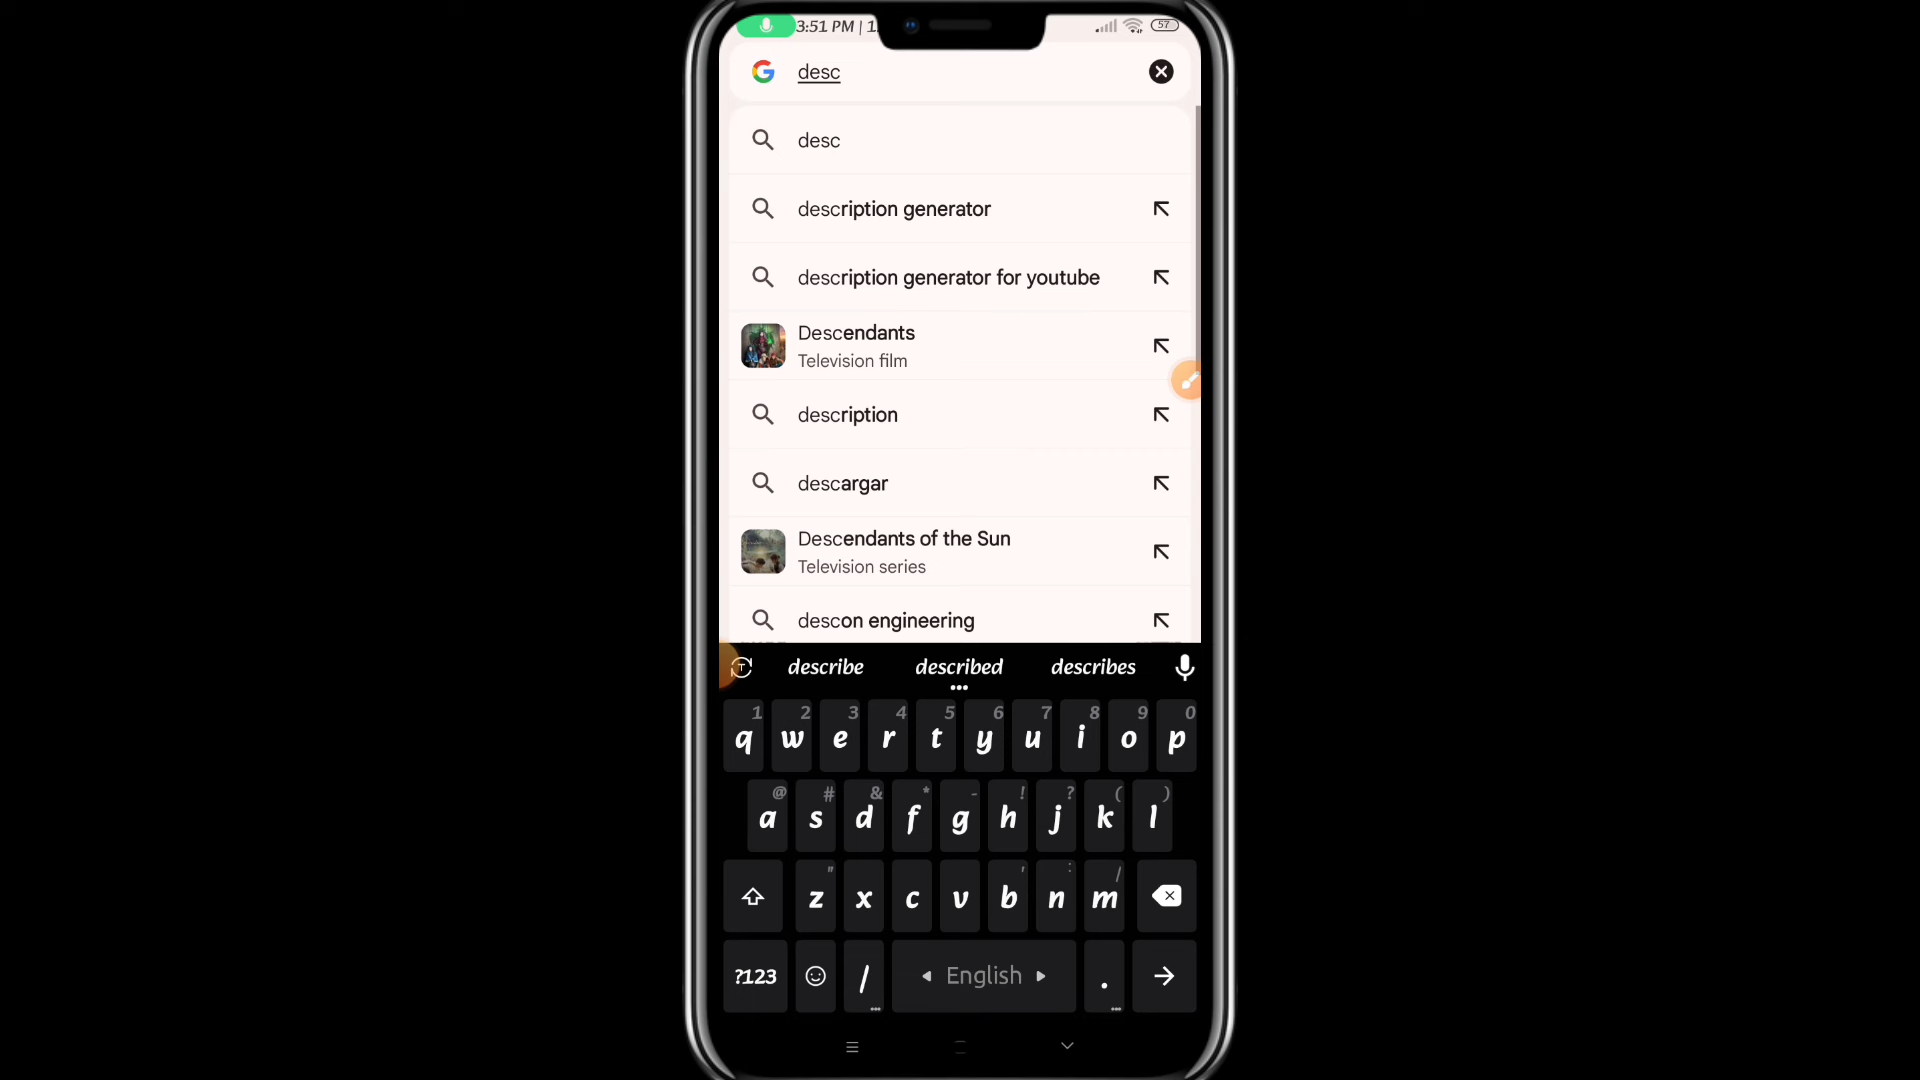 3:51 PM | 1
57
desc
desc
description generator
description generator for youtube
Descendants
Television film
description
descargar
Descendants of the Sun
Television series
descon engineering
T
describe described describes
1 2 3 4 5 6 7 8 9 0
q w e r t y u i o p
@ # & * - ! ? ( )
a s d f g h j k l
" ' : /
z x c v b n m
?123 / English .